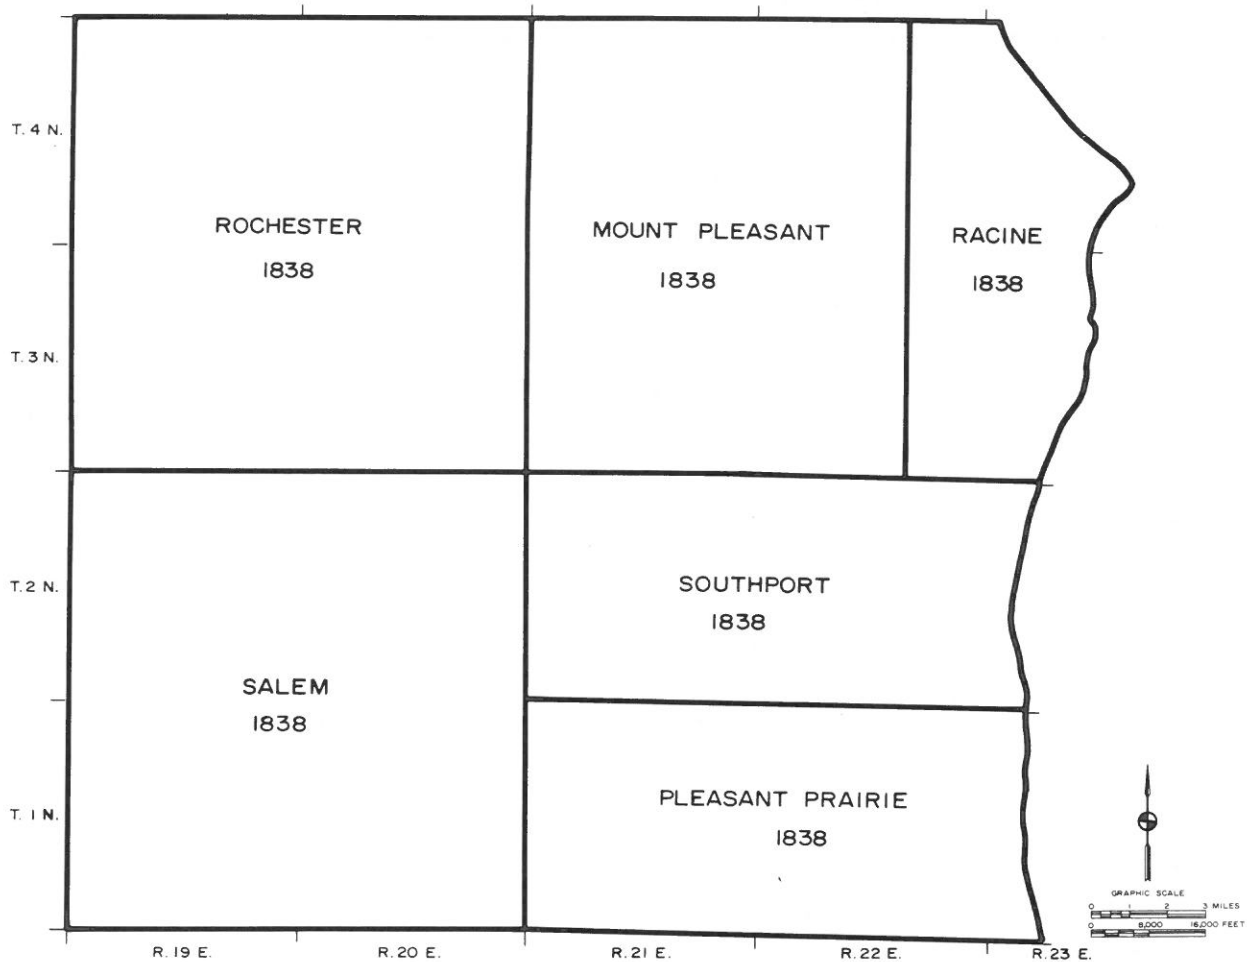 T. 4 N.
ROCHESTER
1838
MOUNT PLEASANT
1838
RACINE
1838
T. 3 N.
T. 2 N.
SOUTHPORT
1838
SALEM
1838
T. 1 N.
PLEASANT PRAIRIE
1838
GRAPHIC SCALE
0 1 2 3 MILES
0 8,000 16,000 FEET
R. 19 E. R. 20 E. R. 21 E. R. 22 E. R. 23 E.